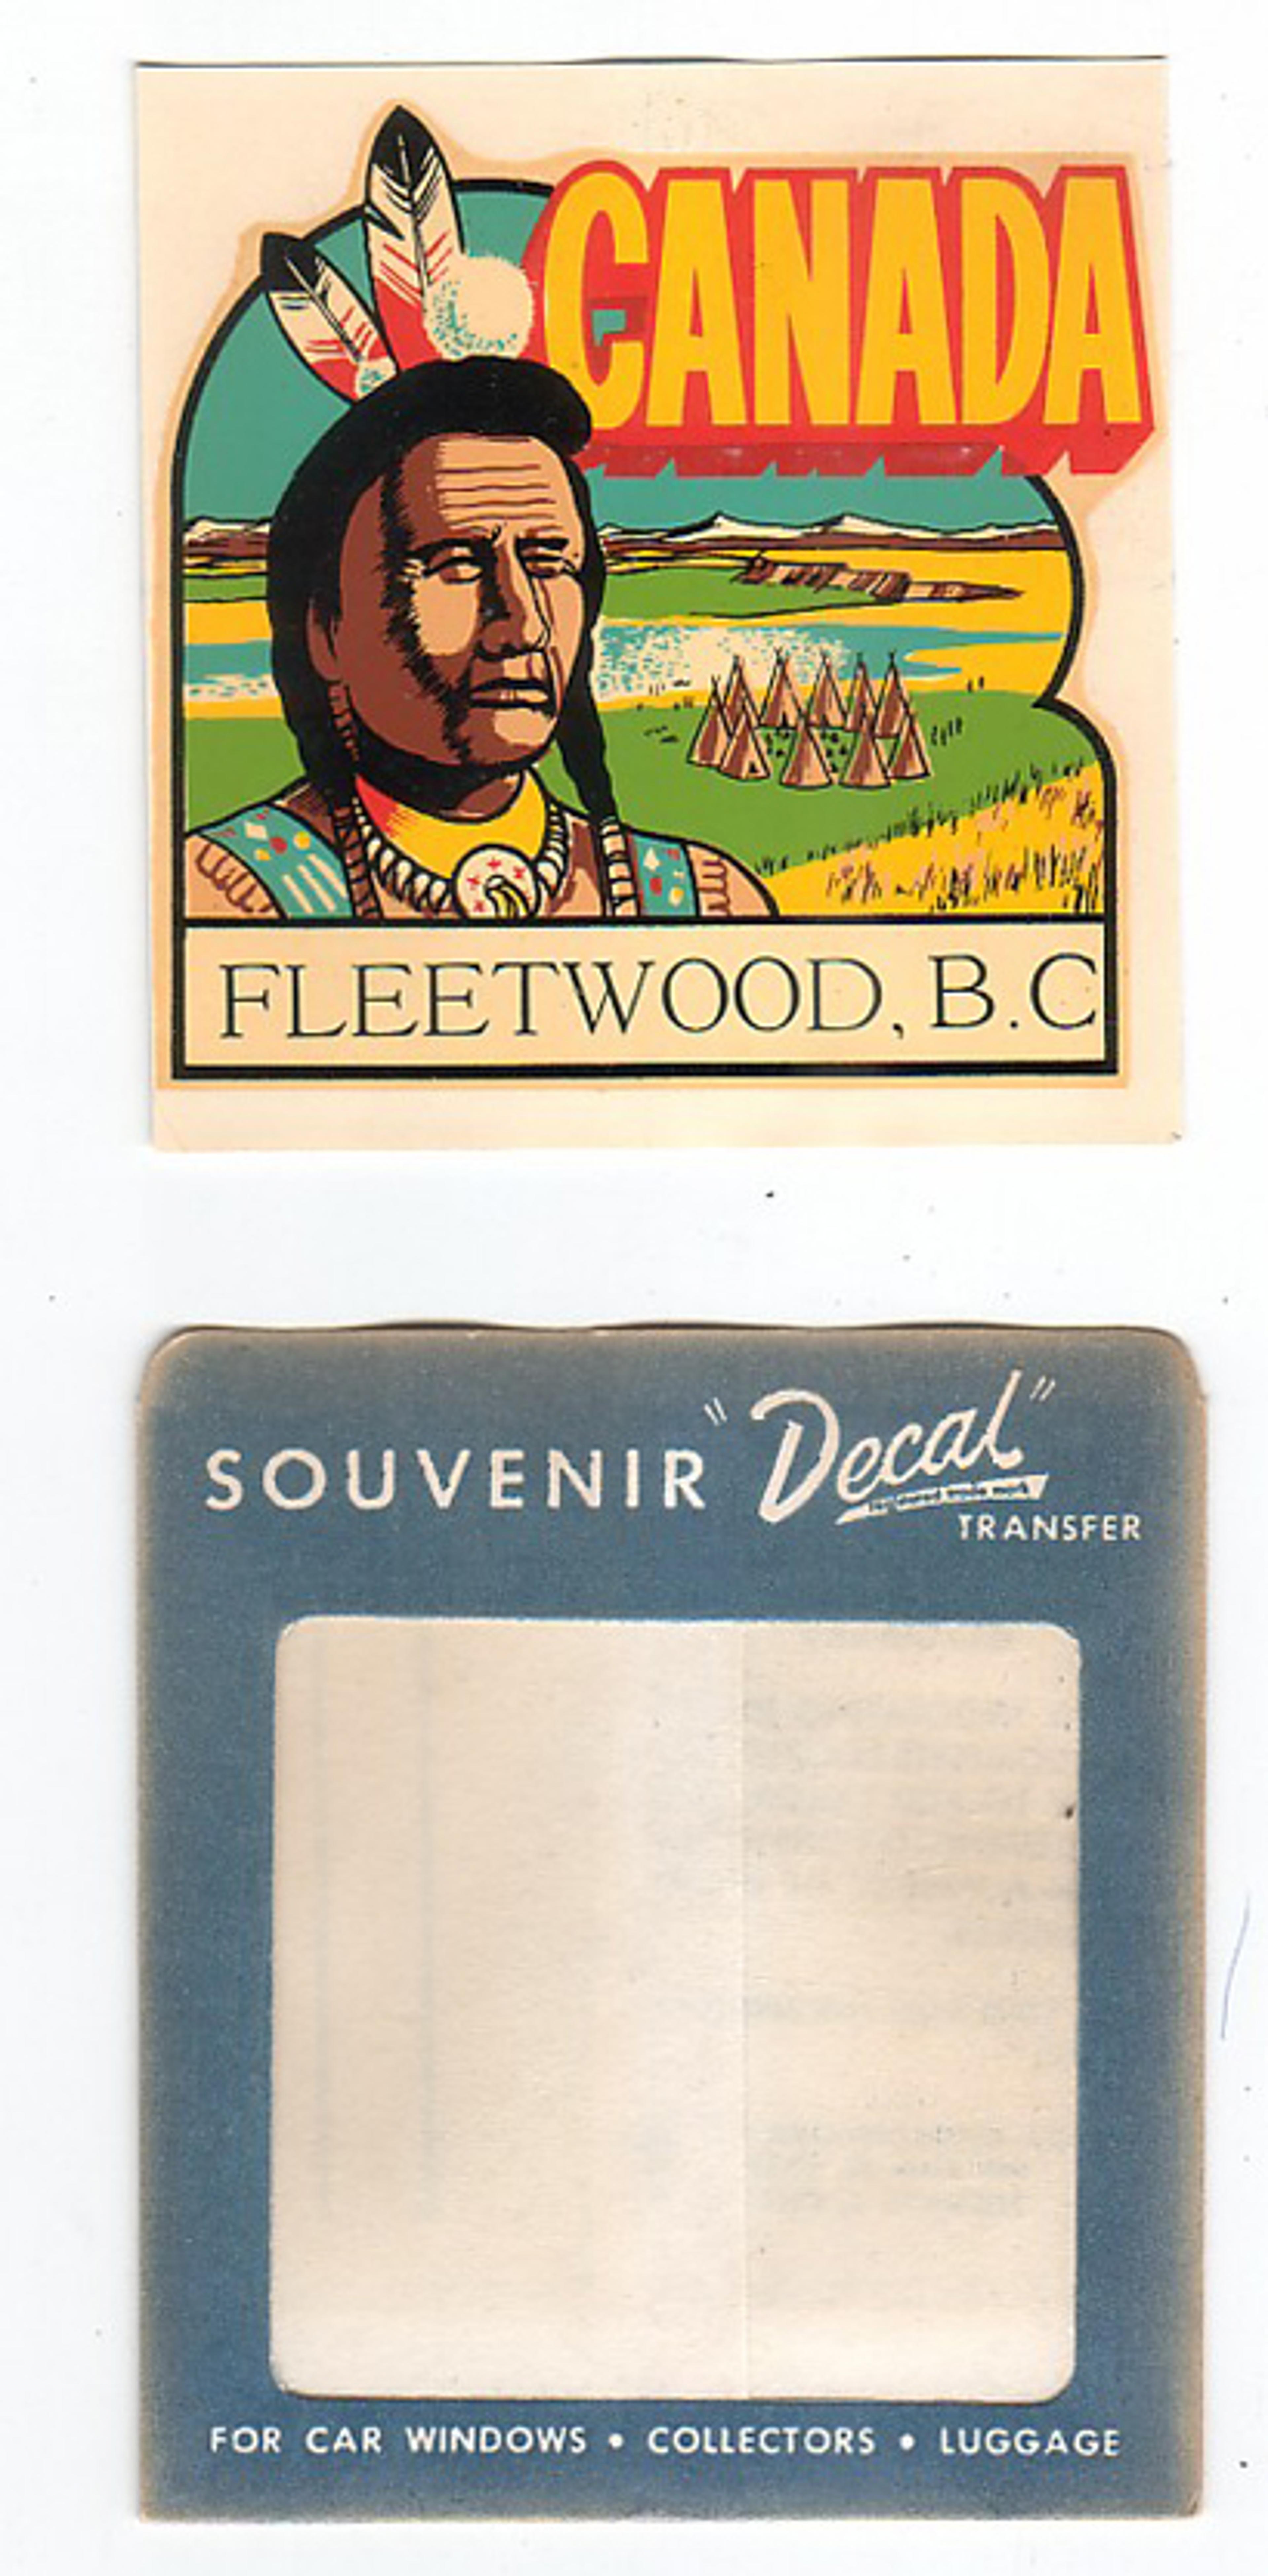 CANADA
FLEETWOOD, B.C
SOUVENIR "Decal"
TRANSFER
FOR CAR WINDOWS • COLLECTORS • LUGGAGE